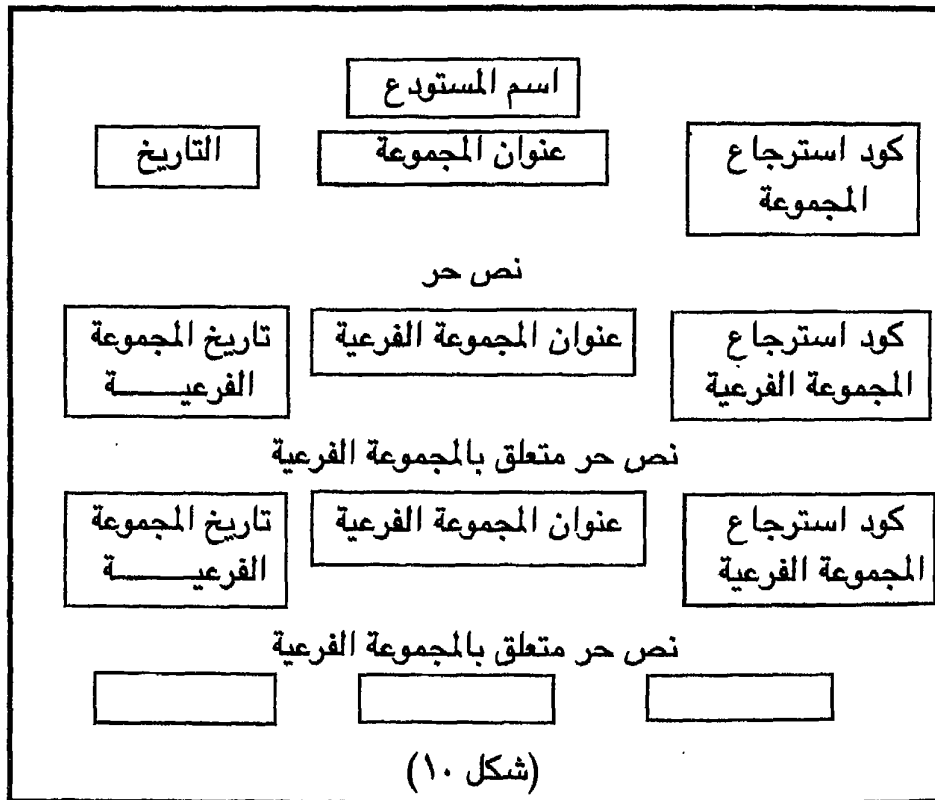 اسم المستودع
كود استرجاع المجموعة
عنوان المجموعة
التاريخ
نص حر
كود استرجاع المجموعة الفرعية
عنوان المجموعة الفرعية
تاريخ المجموعة الفرعيـــــة
نص حر متعلق بالمجموعة الفرعية
كود استرجاع المجموعة الفرعية
عنوان المجموعة الفرعية
تاريخ المجموعة الفرعيـــــة
نص حر متعلق بالمجموعة الفرعية
(شكل ١٠)